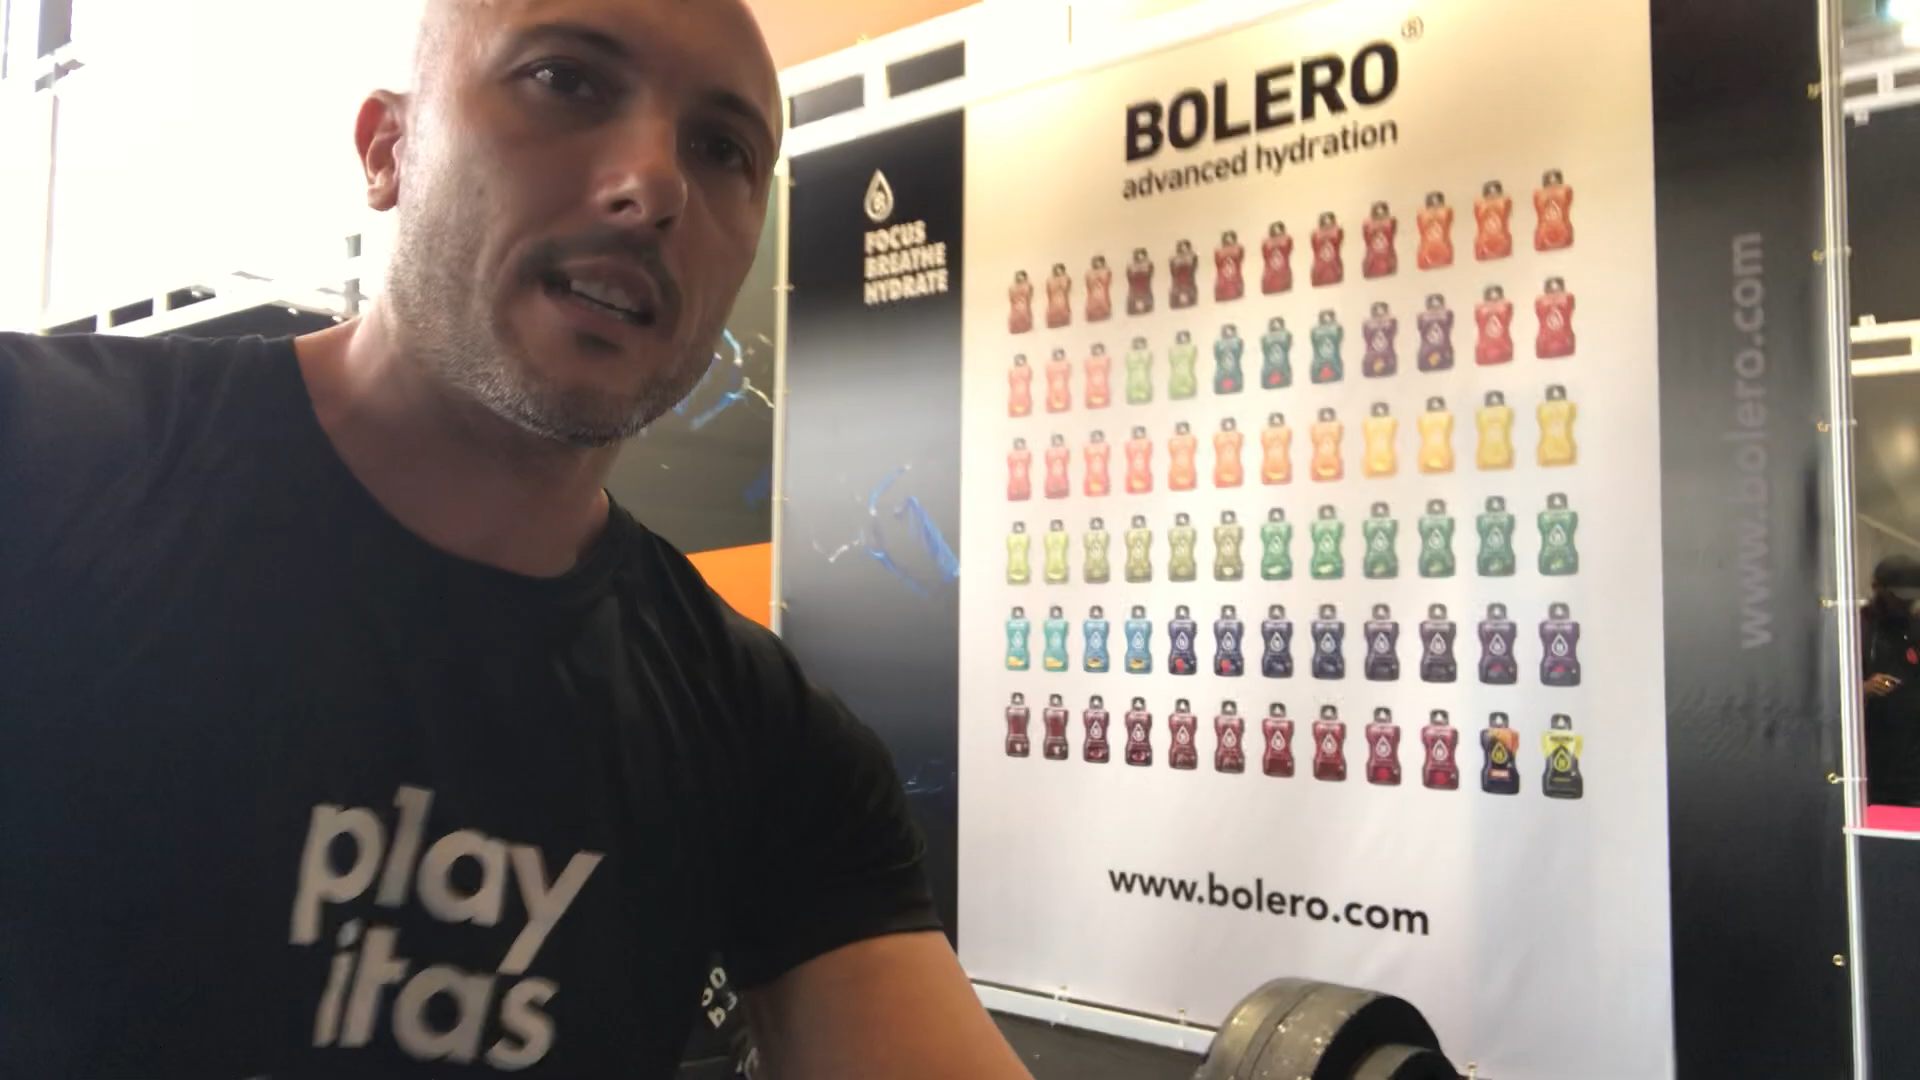 BOLERO®
advanced hydration
FOCUS
BREATHE
HYDRATE
www.bolero.com
www.bolero.com
play
itas